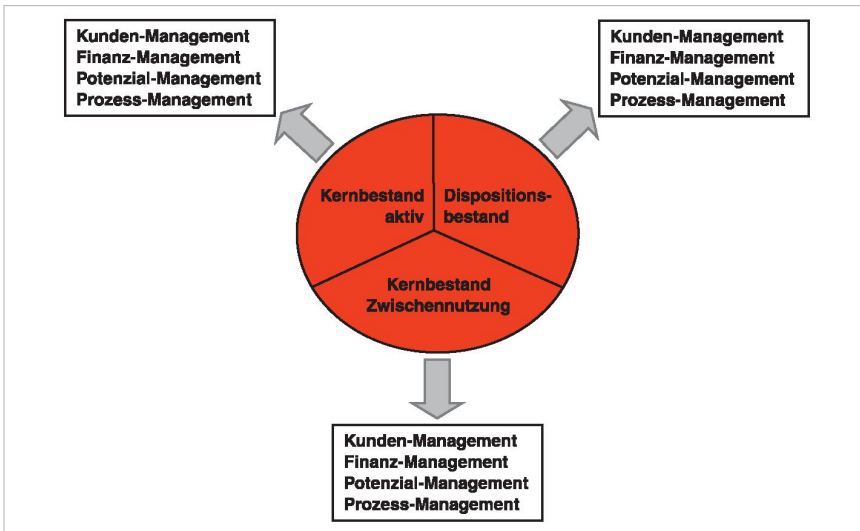 Kunden-Management
Finanz-Management
Potenzial-Management
Prozess-Management
Kunden-Management
Finanz-Management
Potenzial-Management
Prozess-Management
Kernbestand
aktiv
Dispositions-
bestand
Kernbestand
Zwischennutzung
Kunden-Management
Finanz-Management
Potenzial-Management
Prozess-Management